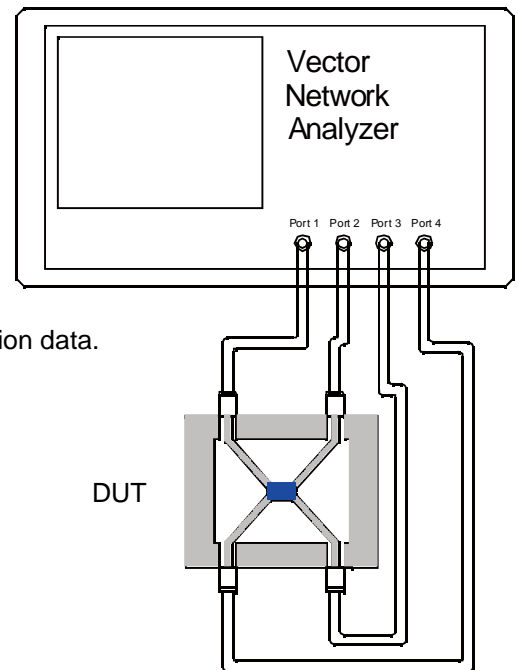 Vector
Network
Analyzer
Port 1 Port 2 Port 3 Port 4
ion data.
DUT